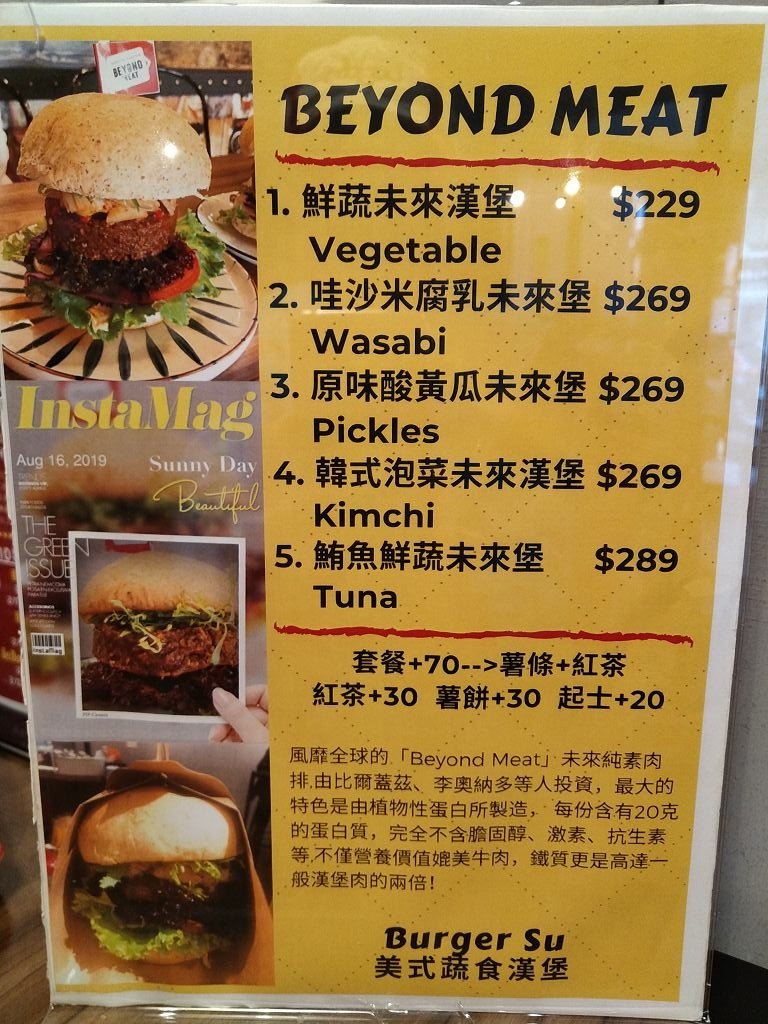 BEYOND MEAT
BEYOND MEAT
1. 鮮蔬未來漢堡 $229
Vegetable
2. 哇沙米腐乳未來堡 $269
Wasabi
3. 原味酸黃瓜未來堡 $269
Pickles
4. 韓式泡菜未來漢堡 $269
Kimchi
5. 鮪魚鮮蔬未來堡 $289
Tuna
套餐+70-->薯條+紅茶
紅茶+30 薯餅+30 起士+20
風靡全球的「Beyond Meat」未來純素肉
排,由比爾蓋茲、李奧納多等人投資，最大的
特色是由植物性蛋白所製造， 每份含有20克
的蛋白質，完全不含膽固醇、激素、抗生素
等,不僅營養價值媲美牛肉，鐵質更是高達一
般漢堡肉的兩倍！
Burger Su
美式蔬食漢堡
InstaMag
Aug 16, 2019
Sunny Day
Beautiful
THE
GREEN
ISSUE
InstaMag